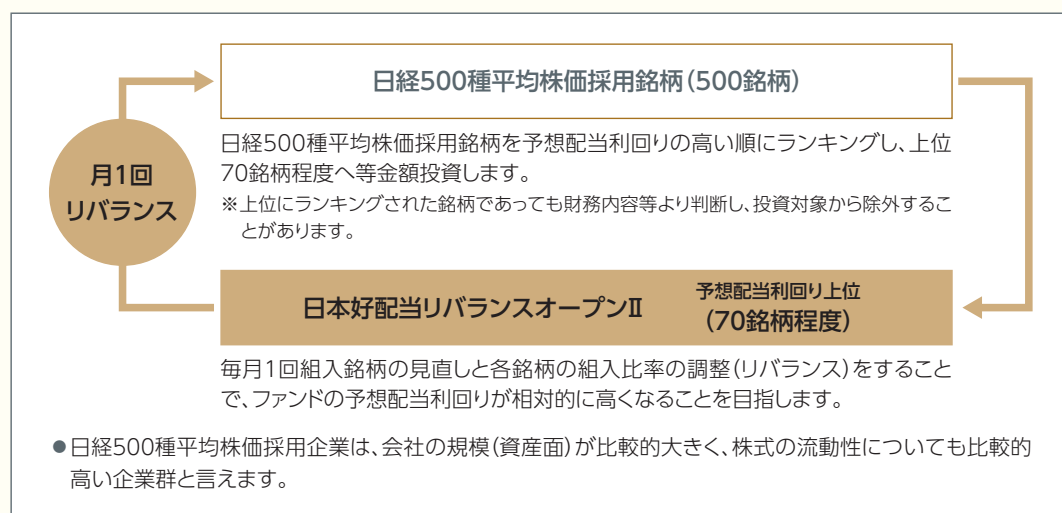 日経500種平均株価採用銘柄(500銘柄)
日経500種平均株価採用銘柄を予想配当利回りの高い順にランキングし、上位
70銘柄程度へ等金額投資します。
※上位にランキングされた銘柄であっても財務内容等より判断し、投資対象から除外するこ
とがあります。
月1回
リバランス
日本好配当リバランスオープンⅡ
予想配当利回り上位
(70銘柄程度)
毎月1回組入銘柄の見直しと各銘柄の組入比率の調整(リバランス)をすること
で、ファンドの予想配当利回りが相対的に高くなることを目指します。
●日経500種平均株価採用企業は、会社の規模(資産面)が比較的大きく、株式の流動性についても比較的
高い企業群と言えます。